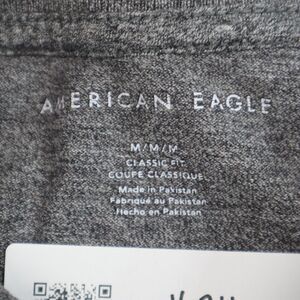 AMERICAN EAGLE
M/M/M
CLASSIC FIT
COUPE CLASSIQUE
Made in Pakistan
Fabriqué au Pakistan
Hecho en Pakistan